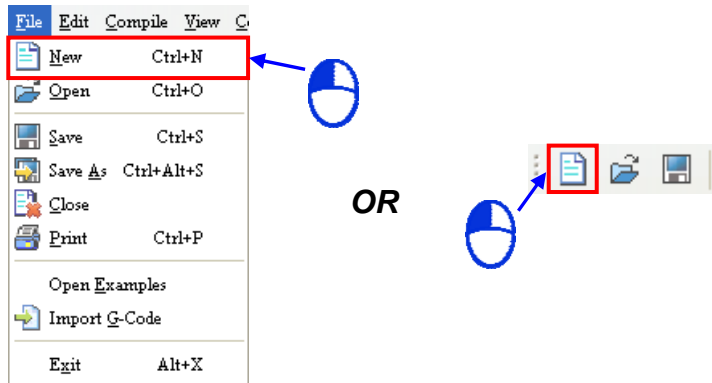 File Edit Compile View
New Ctrl+N
Open Ctrl+O
Save Ctrl+S
Save As Ctrl+Alt+S
Close
Print Ctrl+P
Open Examples
Import G-Code
Exit Alt+X
OR